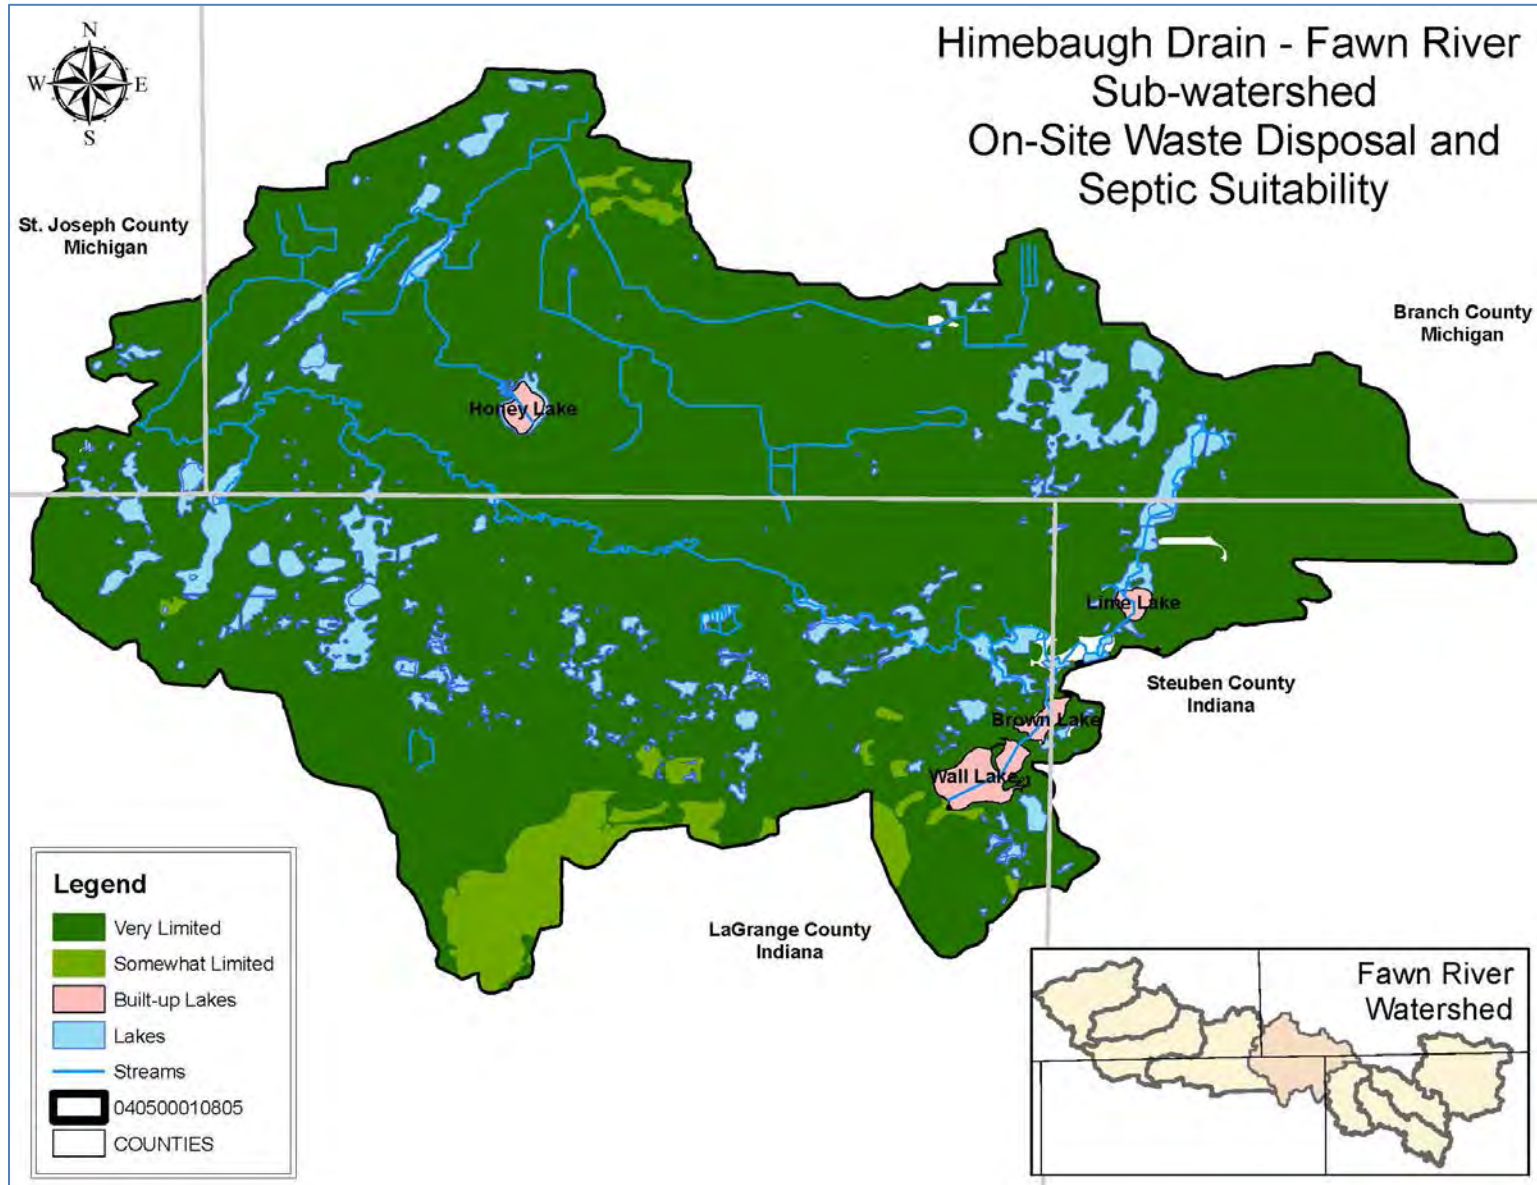 N
W E
S
Himebaugh Drain - Fawn River
Sub-watershed
On-Site Waste Disposal and
Septic Suitability
St. Joseph County
Michigan
Branch County
Michigan
Honey Lake
Lime Lake
Steuben County
Indiana
Brown Lake
Wall Lake
LaGrange County
Indiana
Legend
Very Limited
Somewhat Limited
Built-up Lakes
Lakes
Streams
040500010805
COUNTIES
Fawn River
Watershed